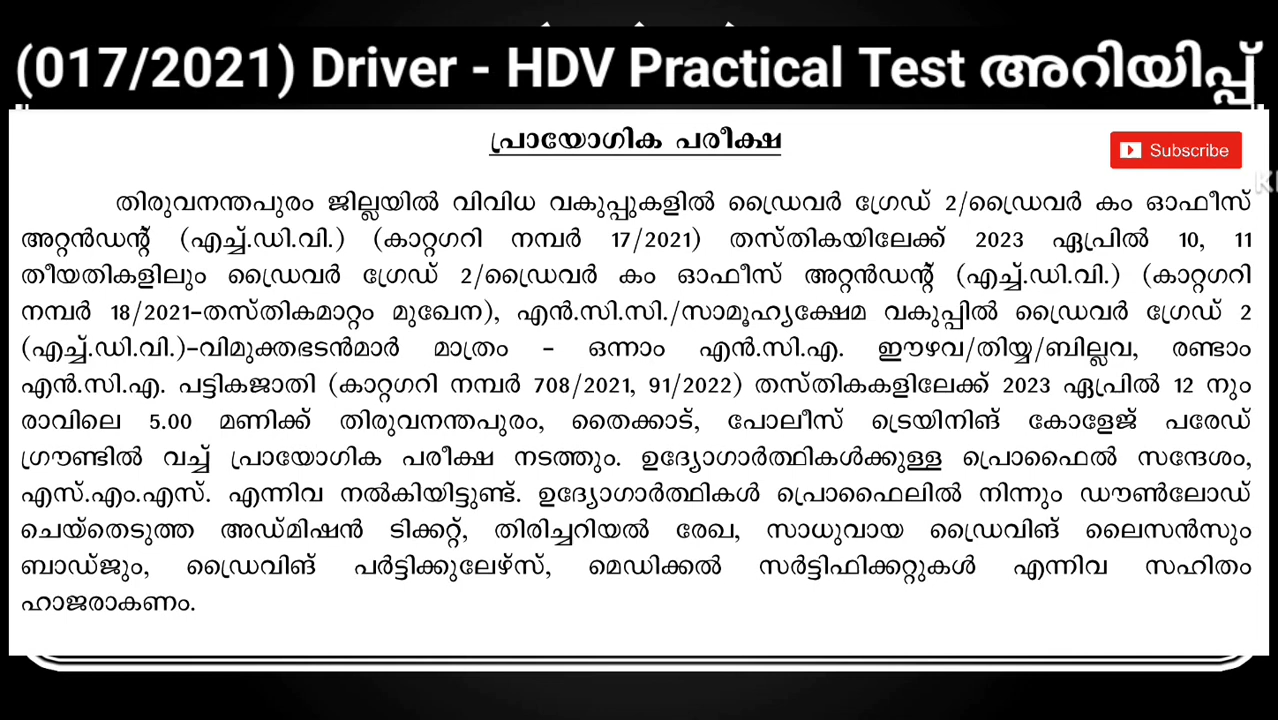 (017/2021) Driver - HDV Practical Test അറിയിപ്പ്
പ്രായോഗിക പരീക്ഷ
Subscribe
തിരുവനന്തപുരം ജില്ലയിൽ വിവിധ വകുപ്പുകളിൽ ഡ്രൈവർ ഗ്രേഡ് 2/ഡ്രൈവർ കം ഓഫീസ്
അറ്റൻഡന്റ് (എച്ച്.ഡി.വി.) (കാറ്റഗറി നമ്പർ 17/2021) തസ്തികയിലേക്ക് 2023 ഏപ്രിൽ 10, 11
തീയതികളിലും ഡ്രൈവർ ഗ്രേഡ് 2/ഡ്രൈവർ കം ഓഫീസ് അറ്റൻഡന്റ് (എച്ച്.ഡി.വി.) (കാറ്റഗറി
നമ്പർ 18/2021-തസ്തികമാറ്റം മുഖേന), എൻ.സി.സി./സാമൂഹ്യക്ഷേമ വകുപ്പിൽ ഡ്രൈവർ ഗ്രേഡ് 2
(എച്ച്.ഡി.വി.)-വിമുക്തഭടൻമാർ മാത്രം - ഒന്നാം എൻ.സി.എ. ഈഴവ/തിയ്യ/ബില്ലവ, രണ്ടാം
എൻ.സി.എ. പട്ടികജാതി (കാറ്റഗറി നമ്പർ 708/2021, 91/2022) തസ്തികകളിലേക്ക് 2023 ഏപ്രിൽ 12 നും
രാവിലെ 5.00 മണിക്ക് തിരുവനന്തപുരം, തൈക്കാട്, പോലീസ് ട്രെയിനിങ് കോളേജ് പരേഡ്
ഗ്രൗണ്ടിൽ വച്ച് പ്രായോഗിക പരീക്ഷ നടത്തും. ഉദ്യോഗാർത്ഥികൾക്കുള്ള പ്രൊഫൈൽ സന്ദേശം,
എസ്.എം.എസ്. എന്നിവ നൽകിയിട്ടുണ്ട്. ഉദ്യോഗാർത്ഥികൾ പ്രൊഫൈലിൽ നിന്നും ഡൗൺലോഡ്
ചെയ്തെടുത്ത അഡ്മിഷൻ ടിക്കറ്റ്, തിരിച്ചറിയൽ രേഖ, സാധുവായ ഡ്രൈവിങ് ലൈസൻസും
ബാഡ്ജും, ഡ്രൈവിങ് പർട്ടിക്കുലേഴ്സ്, മെഡിക്കൽ സർട്ടിഫിക്കറ്റുകൾ എന്നിവ സഹിതം
ഹാജരാകണം.